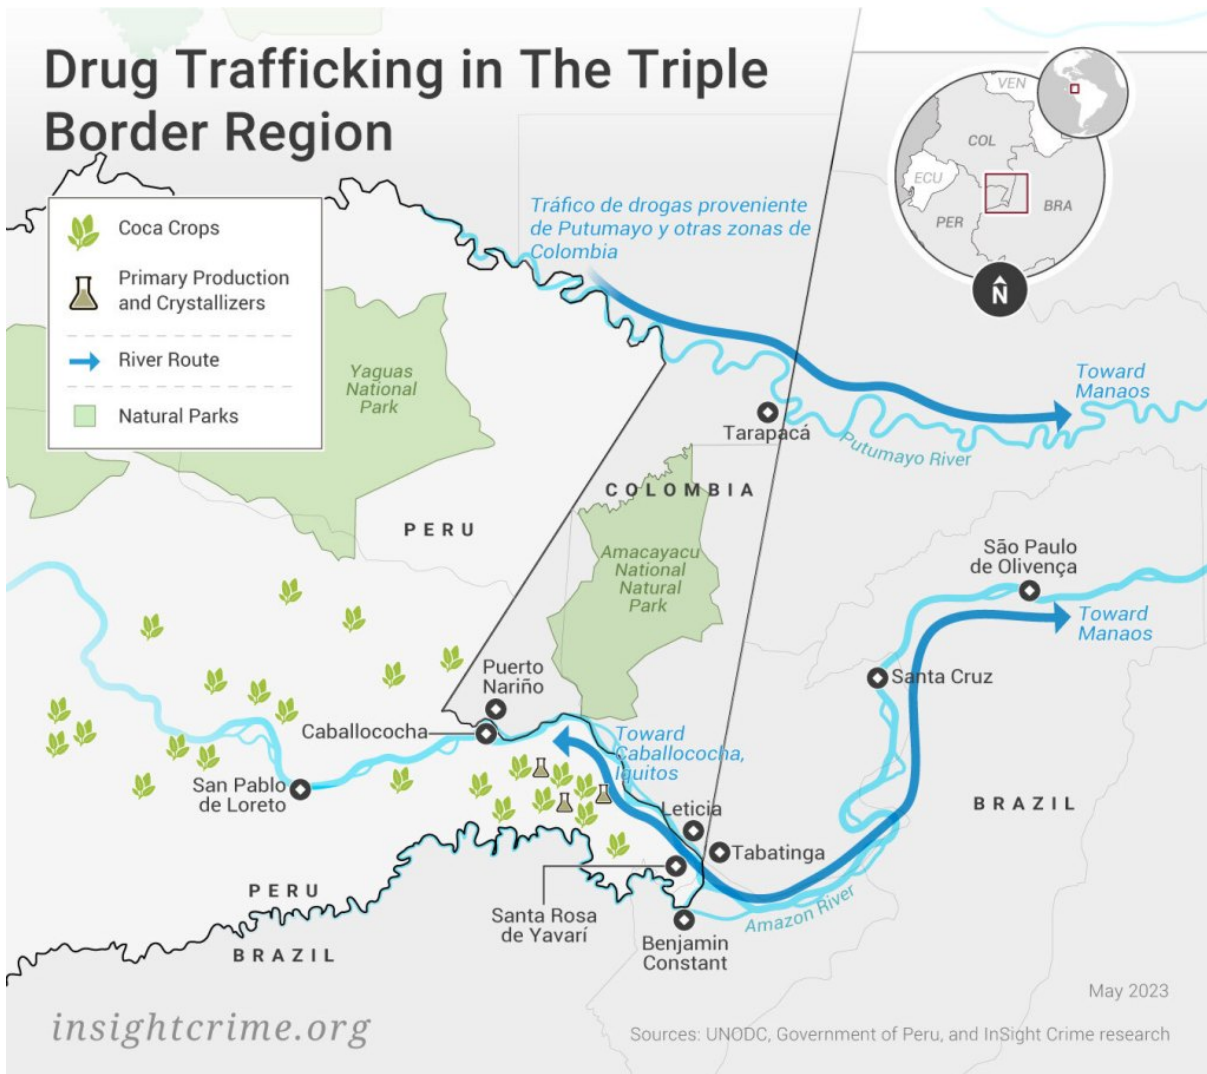 Drug Trafficking in The Triple
Border Region
Coca Crops
Primary Production
and Crystallizers
River Route
Natural Parks
VEN
COL
ECU
PER
BRA
N
Tráfico de drogas proveniente
de Putumayo y otras zonas de
Colombia
Yaguas
National
Park
Toward
Manaos
Tarapacá
Putumayo River
COLOMBIA
PERU
Amacayacu
National
Natural
Park
São Paulo
de Olivença
Toward
Manaos
Puerto
Nariño
Santa Cruz
Caballococha
Toward
Caballococha,
Iquitos
San Pablo
de Loreto
Leticia
BRAZIL
Tabatinga
PERU
BRAZIL
Santa Rosa
de Yavarí
Amazon River
Benjamin
Constant
May 2023
insightcrime.org
Sources: UNODC, Government of Peru, and InSight Crime research